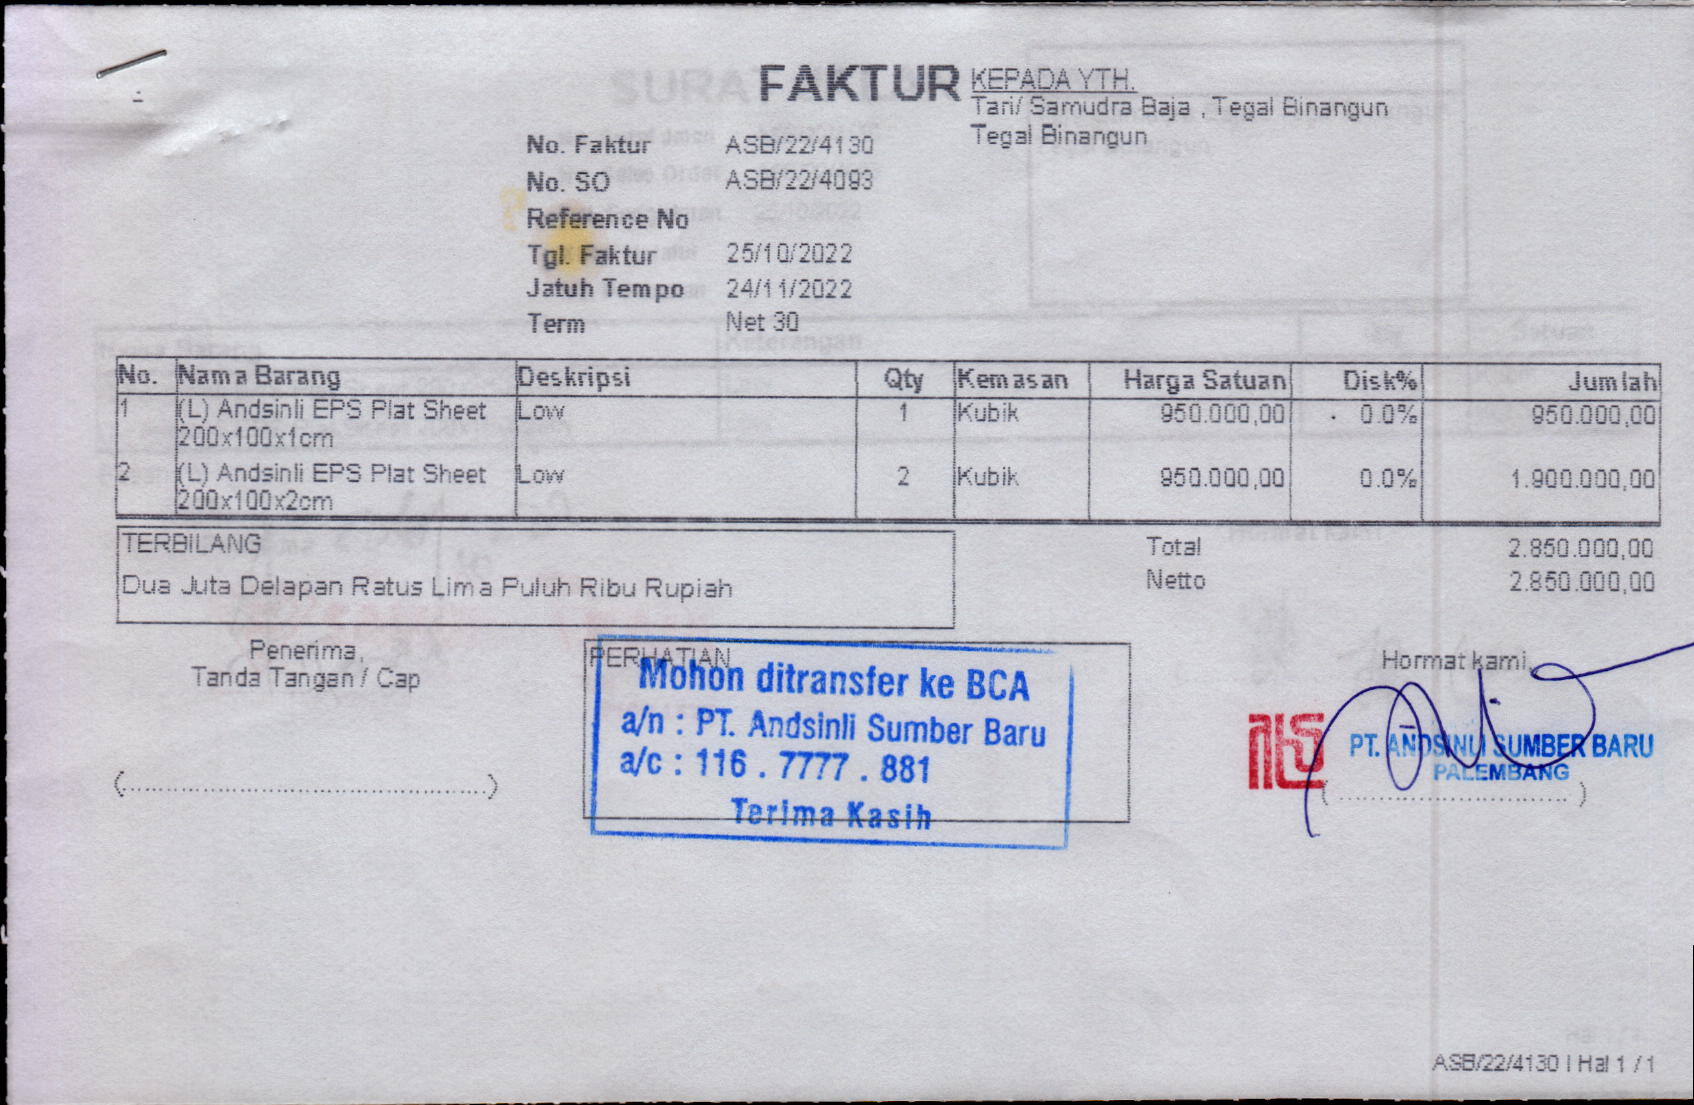 FAKTUR
KEPADA YTH.
Tari/ Samudra Baja , Tegal Binangun
Tegal Binangun
No. Faktur ASB/22/4130
No. SO ASB/22/4093
Reference No
Tgl. Faktur 25/10/2022
Jatuh Tempo 24/11/2022
Term Net 30
No. Nama Barang Deskripsi Qty Kemasan Harga Satuan Disk% Jumlah
1 (L) Andsinli EPS Plat Sheet Low 1 Kubik 950.000,00 0.0% 950.000,00
200x100x1cm
2 (L) Andsinli EPS Plat Sheet Low 2 Kubik 950.000,00 0.0% 1.900.000,00
200x100x2cm
TERBILANG
Dua Juta Delapan Ratus Lima Puluh Ribu Rupiah
Total 2.850.000,00
Netto 2.850.000,00
Penerima,
Tanda Tangan / Cap
(..........................................)
PERHATIAN
Mohon ditransfer ke BCA
a/n : PT. Andsinli Sumber Baru
a/c : 116 . 7777 . 881
Terima Kasih
Hormat kami,
PT. ANDSINLI SUMBER BARU
PALEMBANG
( ............................ )
ASB/22/4130 | Hal 1 / 1